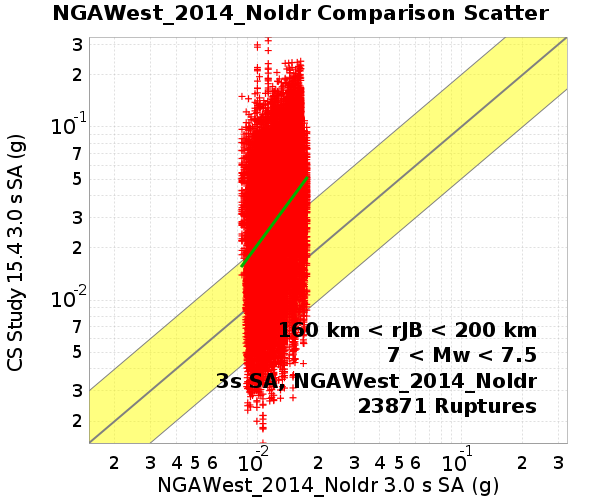 NGAWest_2014_NoIdr Comparison Scatter
CS Study 15.4 3.0 s SA (g)
3
2
10-1
7
5
3
2
10-2
7
5
3
2
160 km < rJB < 200 km
7 < Mw < 7.5
3s SA, NGAWest_2014_NoIdr
23871 Ruptures
2 3 4 5 6 10-2 2 3 4 5 6 10-1 2 3
NGAWest_2014_NoIdr 3.0 s SA (g)